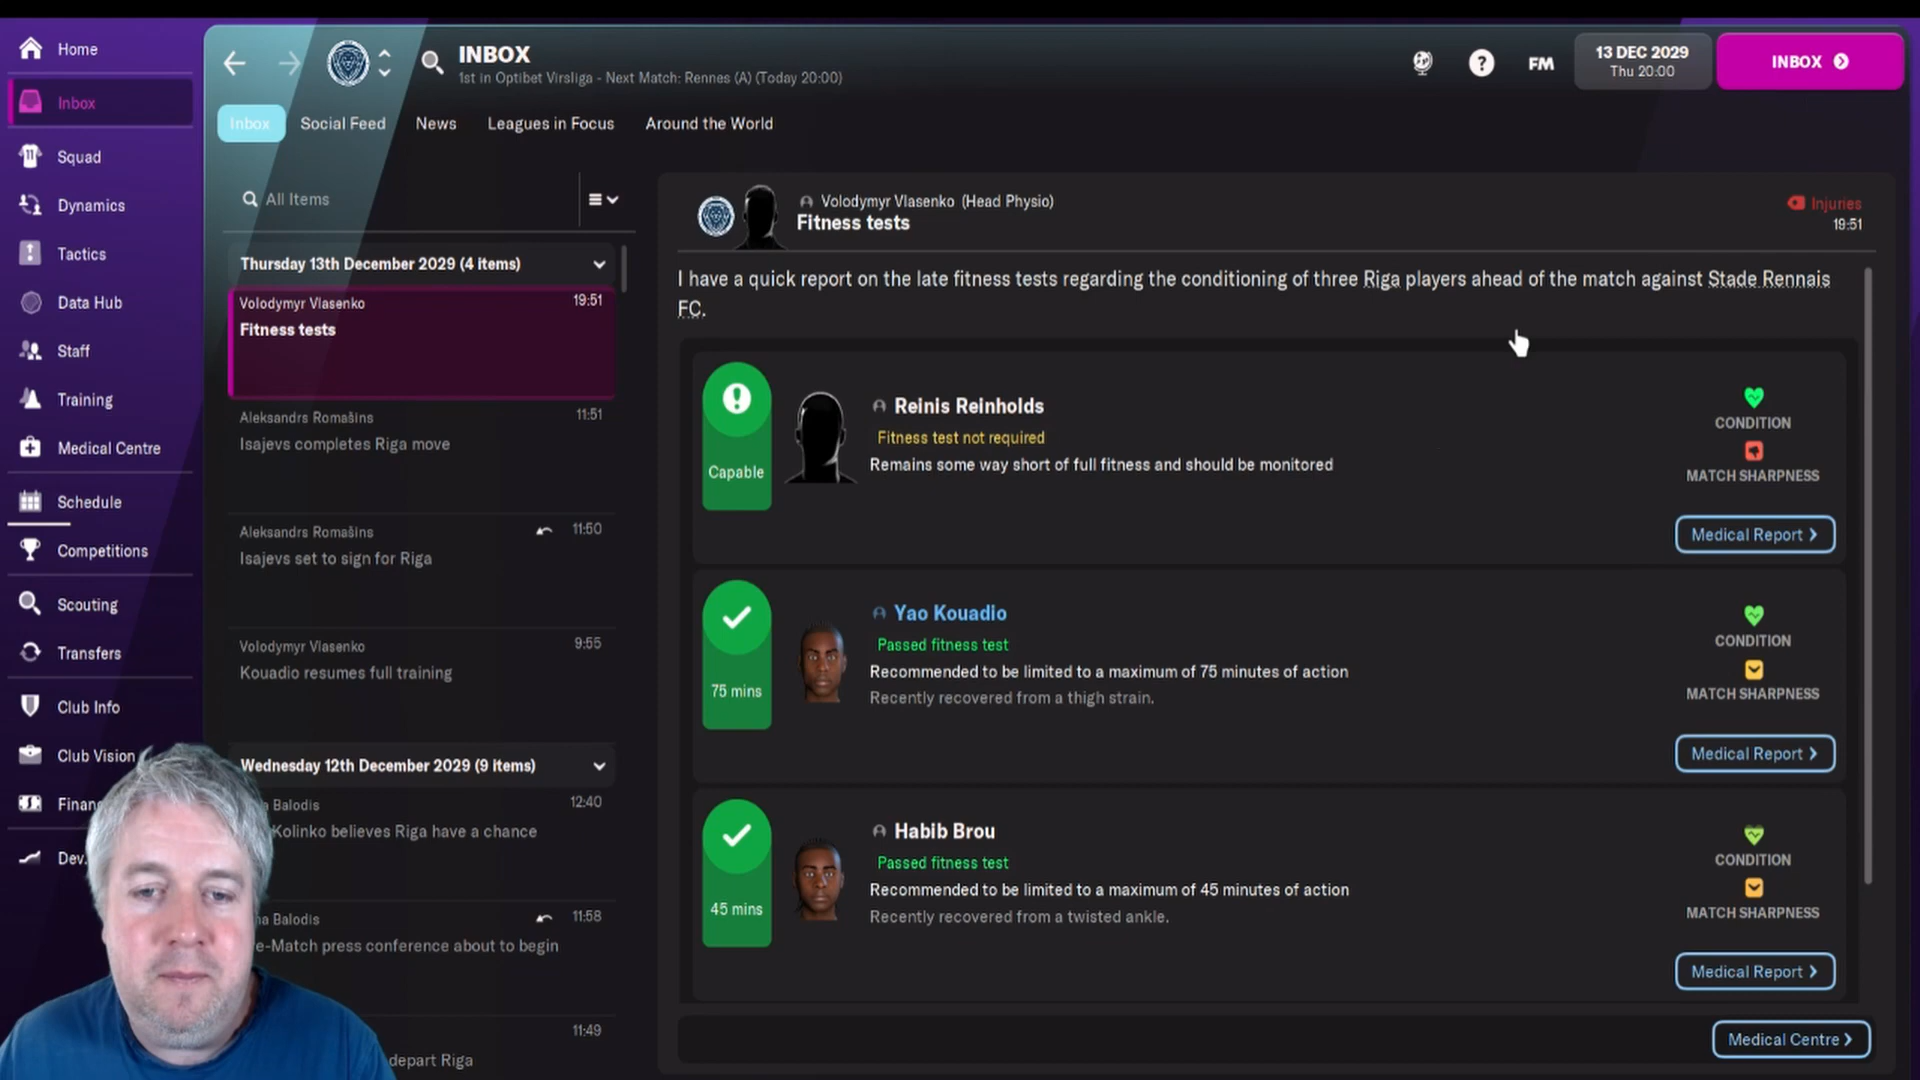 Home
Inbox
Squad
Dynamics
Tactics
Data Hub
Staff
Training
Medical Centre
Schedule
Competitions
Scouting
Transfers
Club Info
Club Vision
Finan
Dev.
INBOX
1st in Optibet Virsliga - Next Match: Rennes (A) (Today 20:00)
?
FM
13 DEC 2029
Thu 20:00
INBOX
Inbox
Social Feed
News
Leagues in Focus
Around the World
All Items
Thursday 13th December 2029 (4 items)
Volodymyr Vlasenko
19:51
Fitness tests
Aleksandrs Romašins
11:51
Isajevs completes Riga move
Aleksandrs Romašins
11:50
Isajevs set to sign for Riga
Volodymyr Vlasenko
9:55
Kouadio resumes full training
Wednesday 12th December 2029 (9 items)
a Balodis
12:40
Kolinko believes Riga have a chance
na Balodis
11:58
e-Match press conference about to begin
11:49
depart Riga
Volodymyr Vlasenko (Head Physio)
Fitness tests
Injuries
19:51
I have a quick report on the late fitness tests regarding the conditioning of three Riga players ahead of the match against Stade Rennais
FC.
Capable
Reinis Reinholds
Fitness test not required
Remains some way short of full fitness and should be monitored
CONDITION
MATCH SHARPNESS
Medical Report
75 mins
Yao Kouadio
Passed fitness test
Recommended to be limited to a maximum of 75 minutes of action
Recently recovered from a thigh strain.
CONDITION
MATCH SHARPNESS
Medical Report
45 mins
Habib Brou
Passed fitness test
Recommended to be limited to a maximum of 45 minutes of action
Recently recovered from a twisted ankle.
CONDITION
MATCH SHARPNESS
Medical Report
Medical Centre